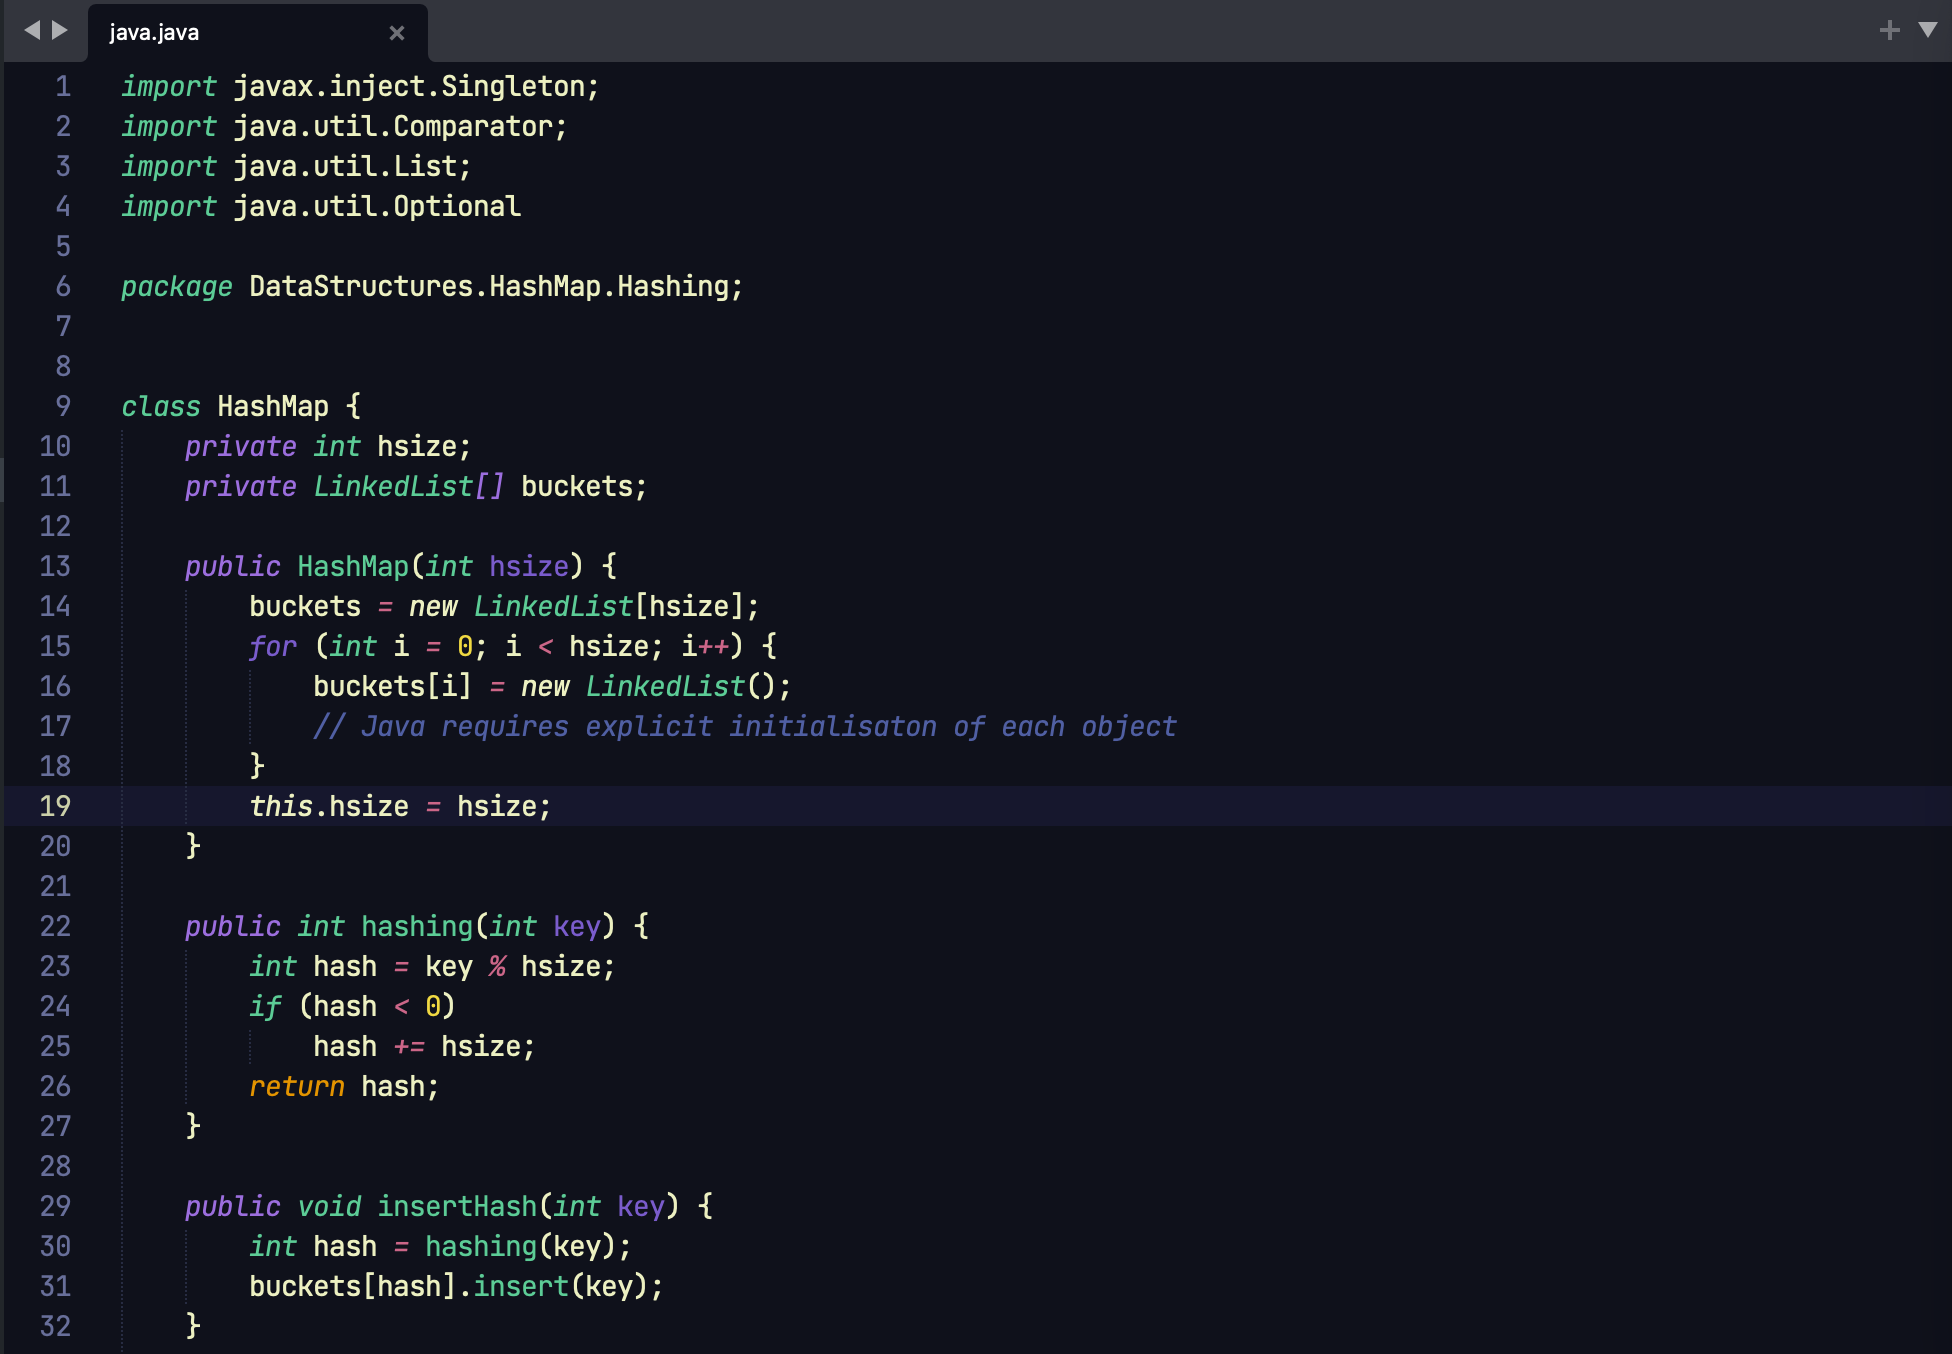 java.java
1 import javax.inject.Singleton;
2 import java.util.Comparator;
3 import java.util.List;
4 import java.util.Optional
5
6 package DataStructures.HashMap.Hashing;
7
8
9 class HashMap {
10     private int hsize;
11     private LinkedList[] buckets;
12
13     public HashMap(int hsize) {
14         buckets = new LinkedList[hsize];
15         for (int i = 0; i < hsize; i++) {
16             buckets[i] = new LinkedList();
17             // Java requires explicit initialisaton of each object
18         }
19         this.hsize = hsize;
20     }
21
22     public int hashing(int key) {
23         int hash = key % hsize;
24         if (hash < 0)
25             hash += hsize;
26         return hash;
27     }
28
29     public void insertHash(int key) {
30         int hash = hashing(key);
31         buckets[hash].insert(key);
32     }